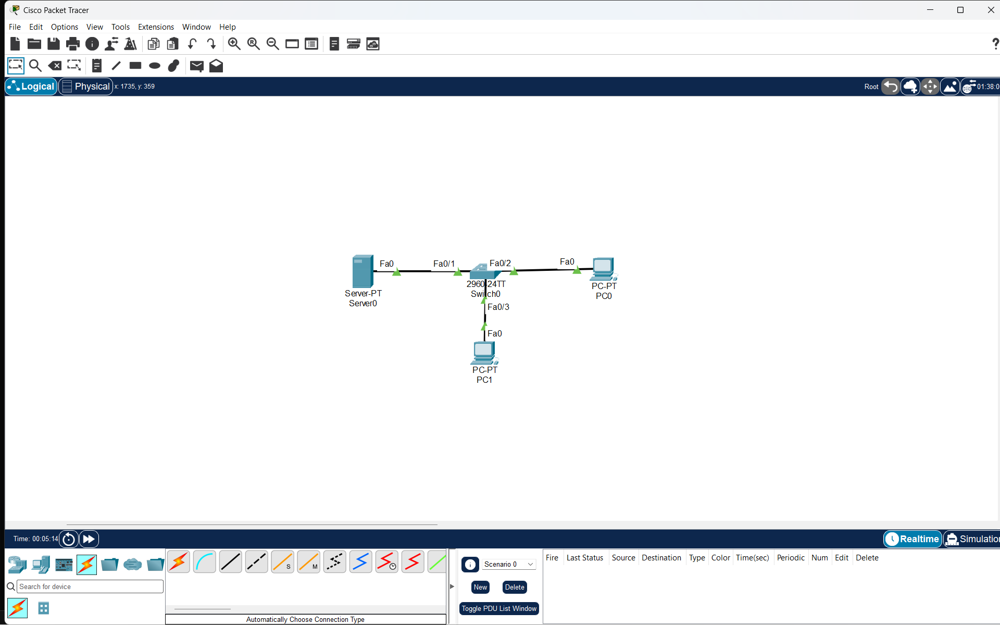 Cisco Packet Tracer
File Edit Options View Tools Extensions Window Help
Logical Physical x: 1735, y: 359 Root 01:38:0
Fa0 Fa0/1 Fa0/2 Fa0
Server-PT
Server0
2960-24TT
Switch0
PC-PT
PC0
Fa0/3
Fa0
PC-PT
PC1
Time: 00:05:14 Realtime Simulation
S M
Search for device
Automatically Choose Connection Type
Scenario 0
New Delete
Toggle PDU List Window
Fire Last Status Source Destination Type Color Time(sec) Periodic Num Edit Delete